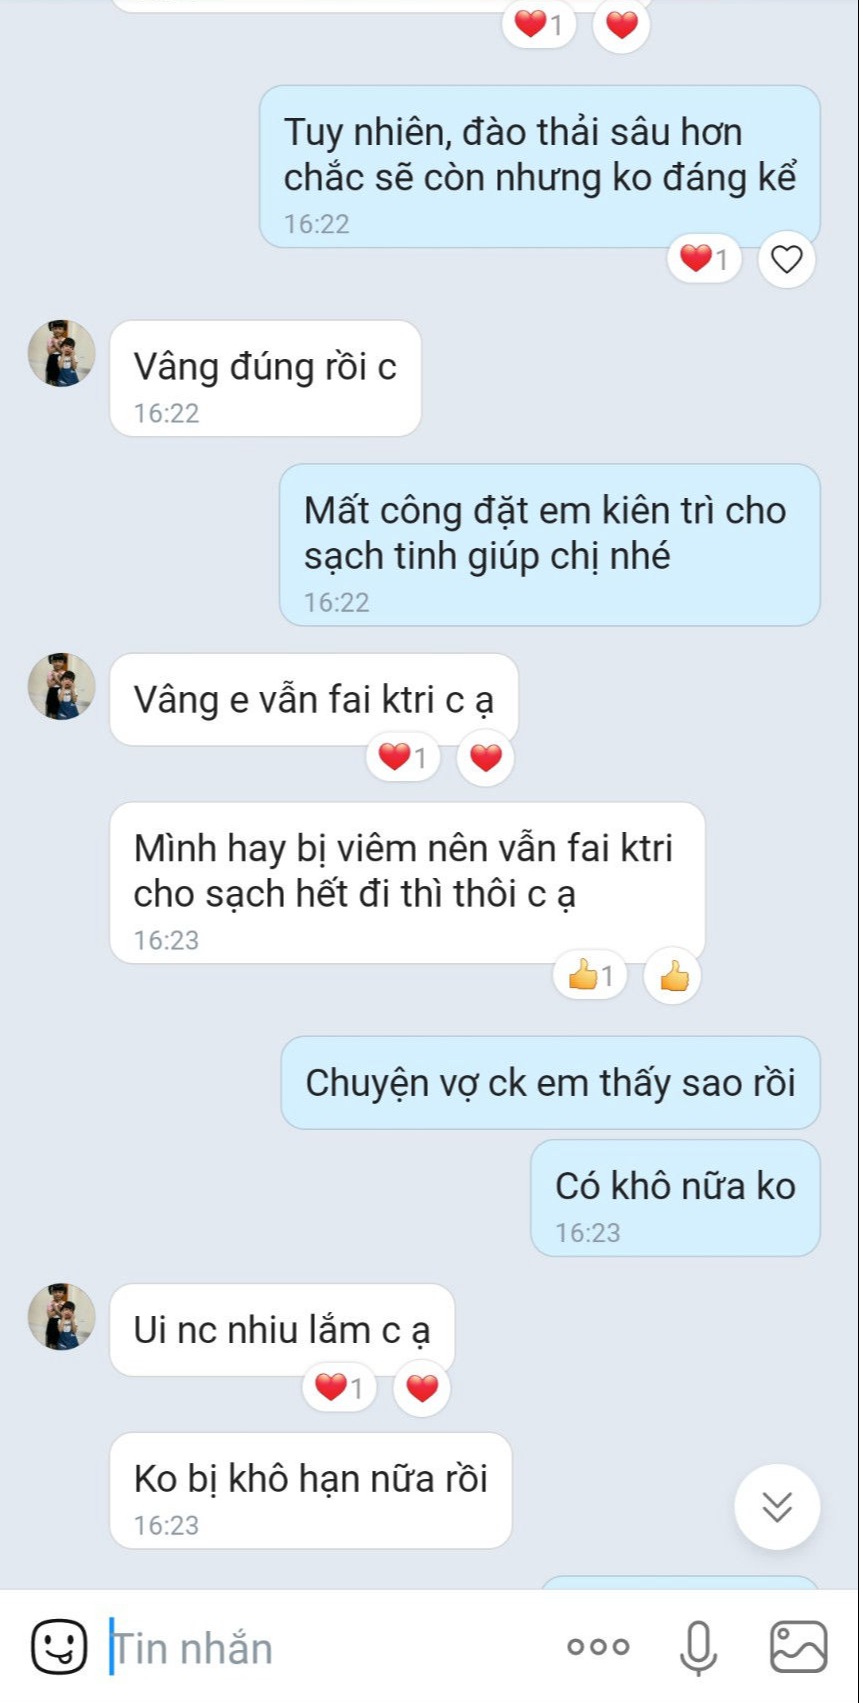 1
Tuy nhiên, đào thải sâu hơn
chắc sẽ còn nhưng ko đáng kể
16:22
1
Vâng đúng rồi c
16:22
Mất công đặt em kiên trì cho
sạch tinh giúp chị nhé
16:22
Vâng e vẫn fai ktri c ạ
1
Mình hay bị viêm nên vẫn fai ktri
cho sạch hết đi thì thôi c ạ
16:23
1
Chuyện vợ ck em thấy sao rồi
Có khô nữa ko
16:23
Ui nc nhiu lắm c ạ
1
Ko bị khô hạn nữa rồi
16:23
Tin nhắn